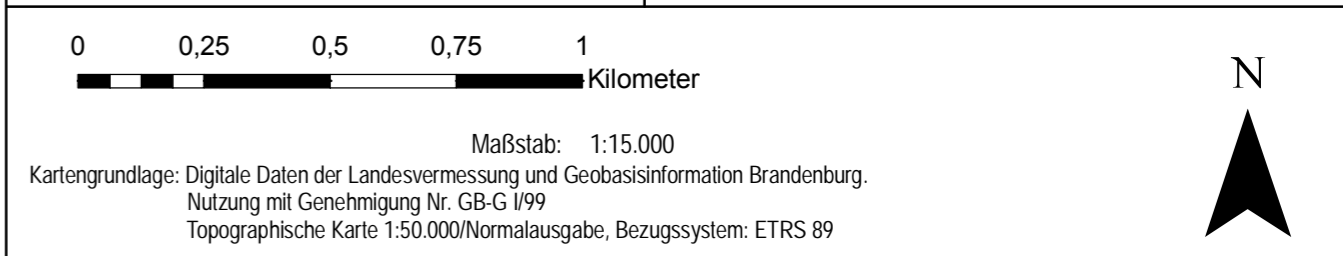 0 0,25 0,5 0,75 1
Kilometer
N
Maßstab: 1:15.000
Kartengrundlage: Digitale Daten der Landesvermessung und Geobasisinformation Brandenburg.
Nutzung mit Genehmigung Nr. GB-G I/99
Topographische Karte 1:50.000/Normalausgabe, Bezugssystem: ETRS 89